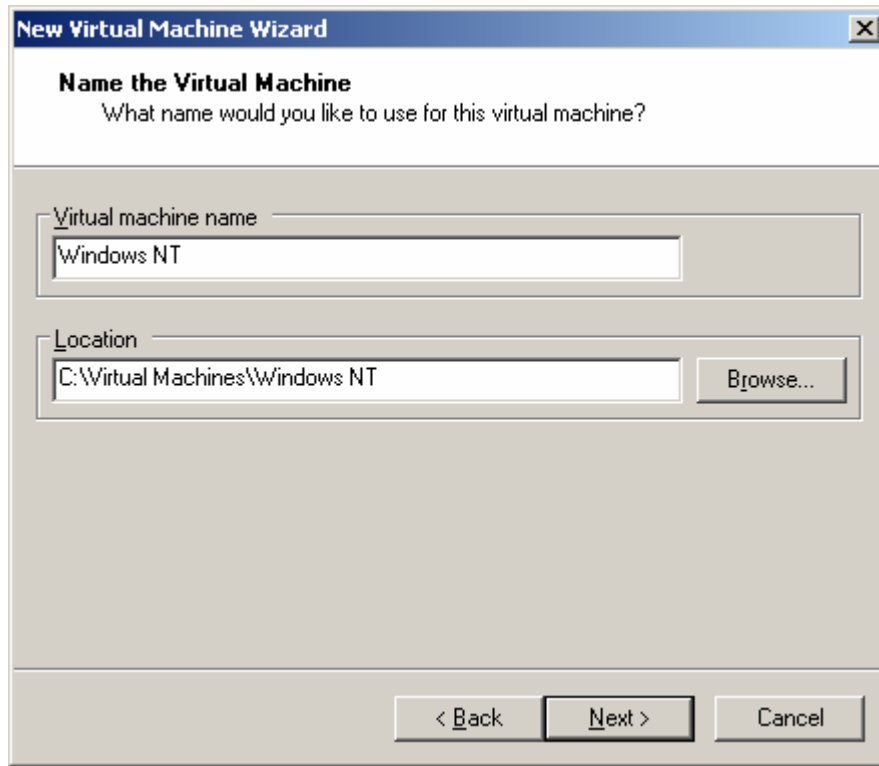 New Virtual Machine Wizard
Name the Virtual Machine
What name would you like to use for this virtual machine?
Virtual machine name
Windows NT
Location
C:\Virtual Machines\Windows NT
Browse...
< Back
Next >
Cancel